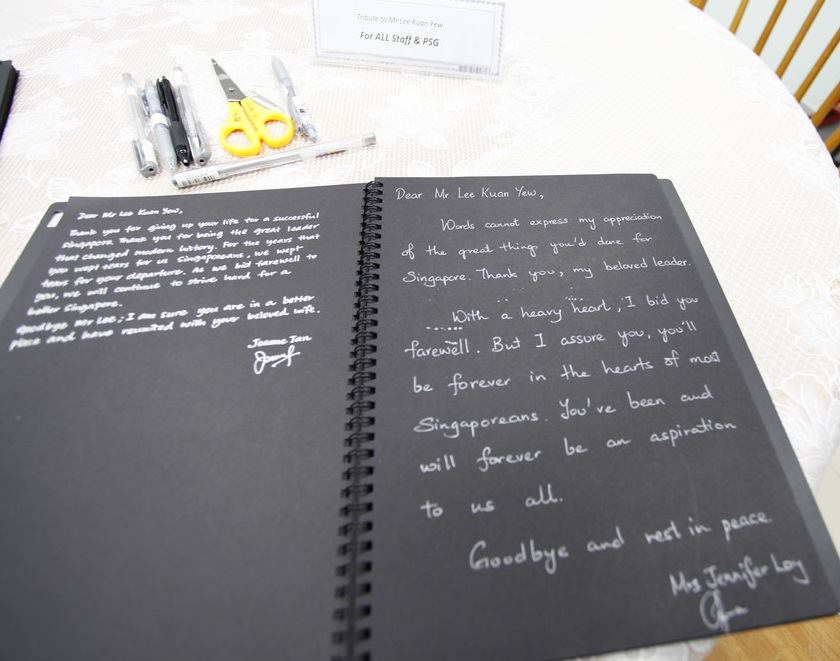 Tribute to Mr Lee Kuan Yew
For ALL Staff & PSG
Dear Mr Lee Kuan Yew,
Thank you for giving up your life for a successful
Singapore. Thank you for being the great leader
that changed modern history. For the years that
you wept tears for us Singaporeans, we wept
tears for your departure. As we bid farewell to
you, we will continue to strive hard for a
better Singapore.
Goodbye Mr Lee; I am sure you are in a better
place and have reunited with your beloved wife.
Jeanne Tan
Dear Mr Lee Kuan Yew,
Words cannot express my appreciation
of the great things you'd done for
Singapore. Thank you, my beloved leader.
With a heavy heart, I bid you
farewell. But I assure you, you'll
be forever in the hearts of most
Singaporeans. You've been and
will forever be an aspiration
to us all.
Goodbye and rest in peace.
Mrs Jennifer Loy